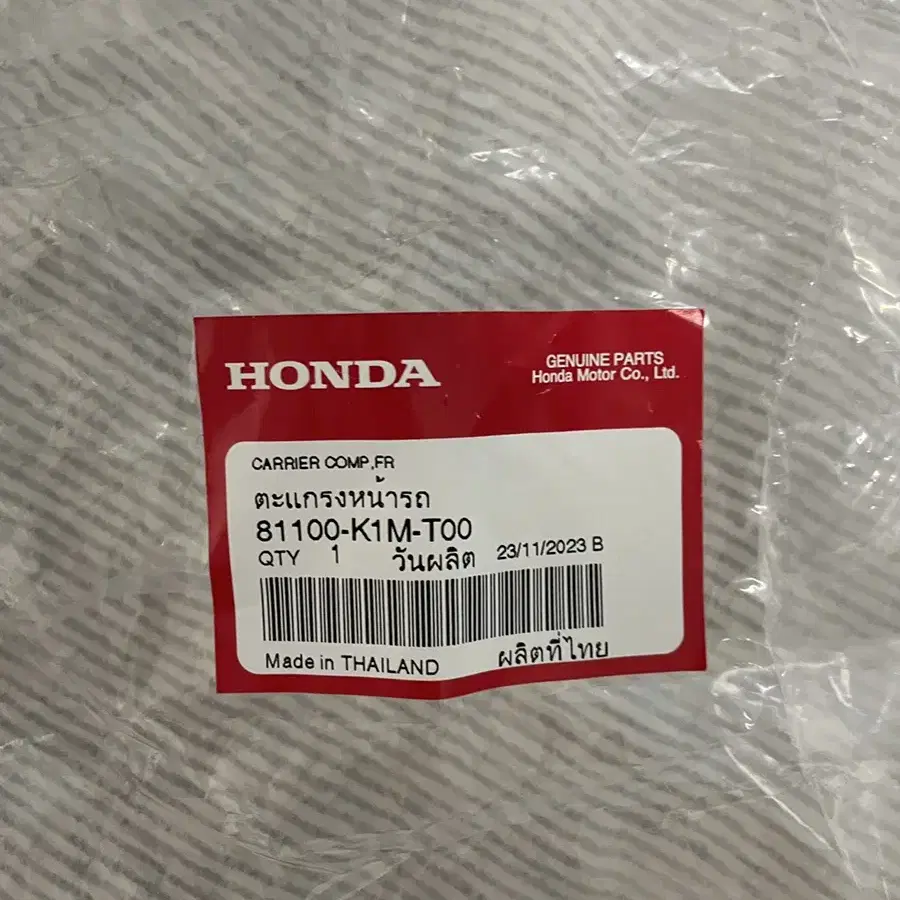 HONDA
GENUINE PARTS
Honda Motor Co., Ltd.
CARRIER COMP,FR
ตะแกรงหน้ารถ
81100-K1M-T00
QTY 1 วันผลิต 23/11/2023 B
Made in THAILAND ผลิตที่ไทย